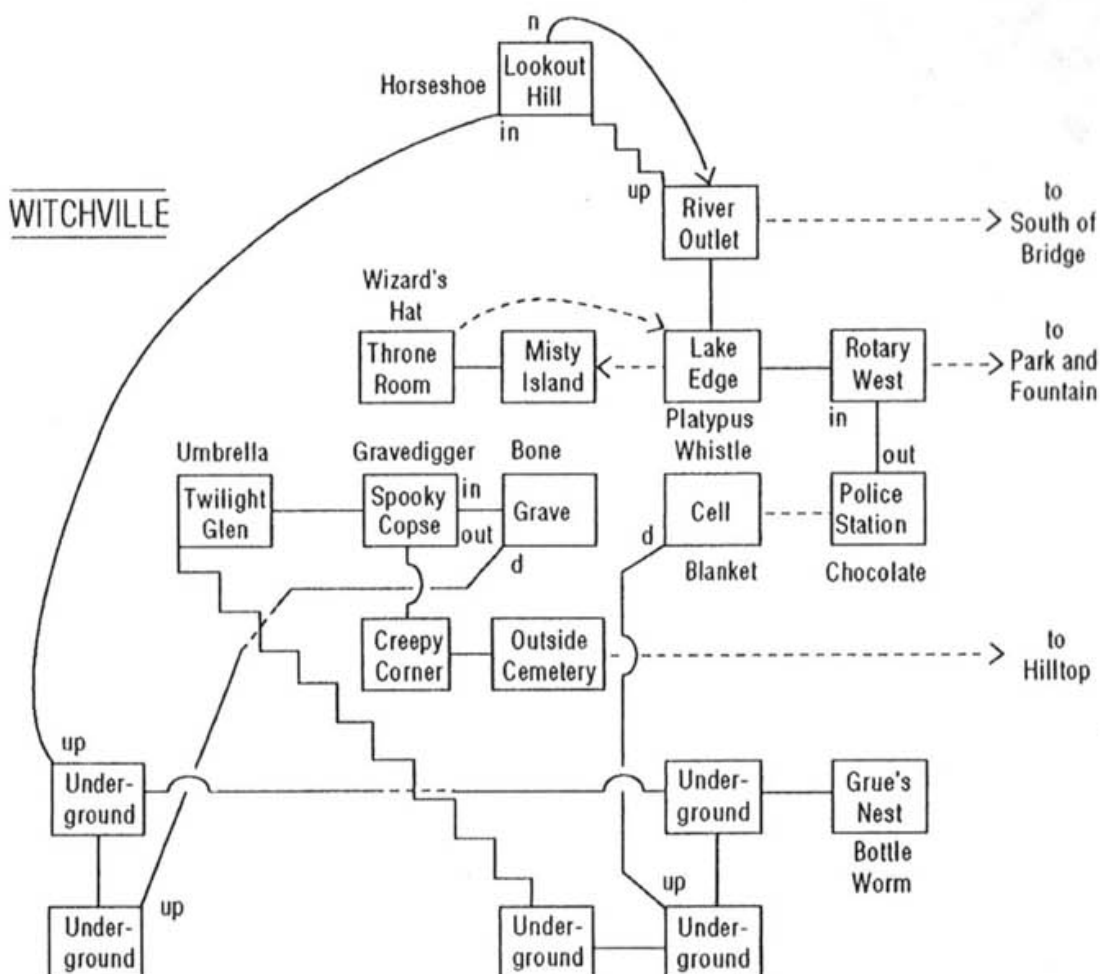 n
Lookout
Hill
Horseshoe
in
WITCHVILLE
up
River
Outlet
to
South of
Bridge
Wizard's
Hat
Throne
Room
Misty
Island
Lake
Edge
Rotary
West
to
Park and
Fountain
Platypus
Whistle
in
out
Umbrella
Gravedigger
Bone
Twilight
Glen
Spooky
Copse
in
out
Grave
d
Cell
d
Police
Station
Blanket
Chocolate
Creepy
Corner
Outside
Cemetery
to
Hilltop
up
Under-
ground
Under-
ground
Grue's
Nest
Bottle
Worm
up
Under-
ground
Under-
ground
up
Under-
ground